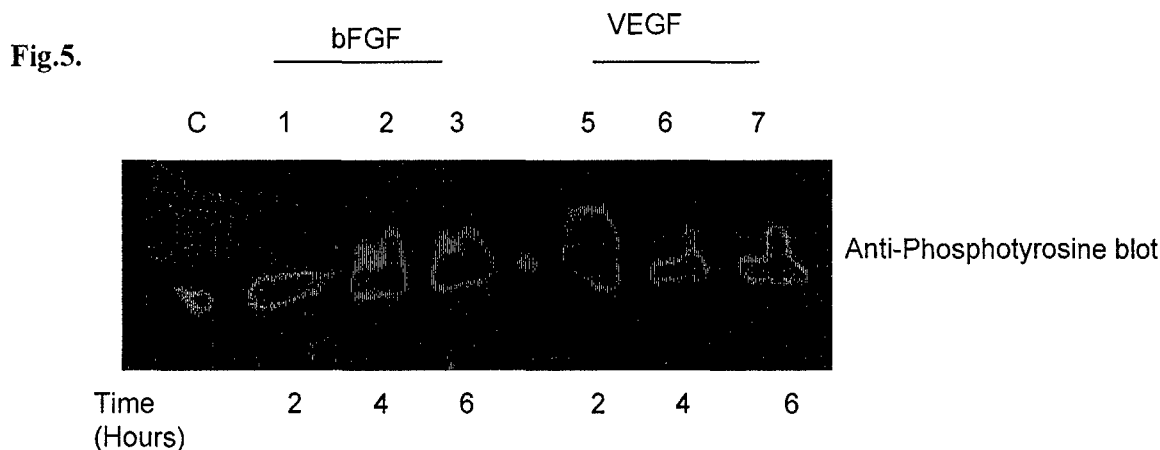 Fig.5.
bFGF
VEGF
C 1 2 3 5 6 7
Anti-Phosphotyrosine blot
Time (Hours)
2 4 6 2 4 6